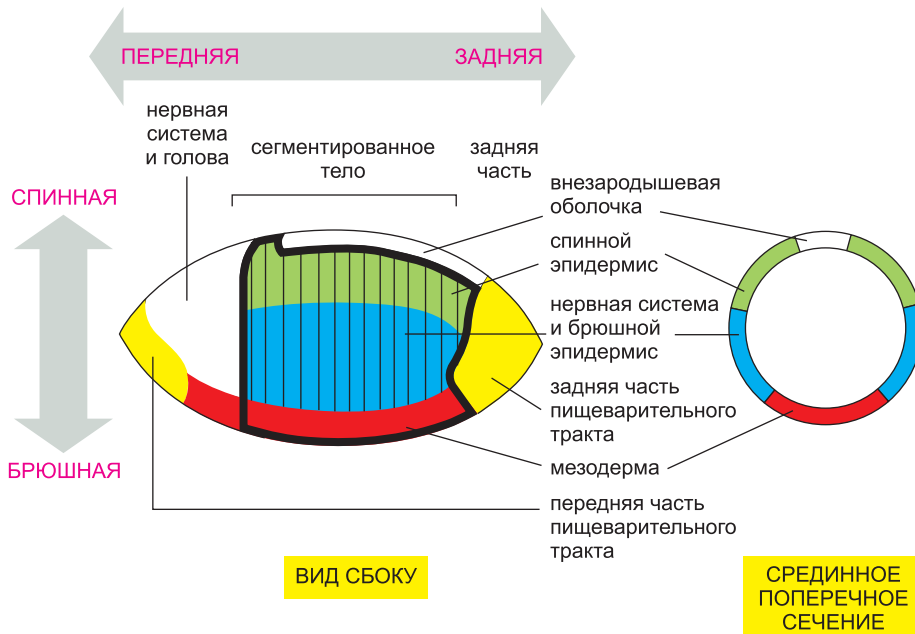 ПЕРЕДНЯЯ
ЗАДНЯЯ
нервная
система
и голова
сегментированное
тело
задняя
часть
СПИННАЯ
БРЮШНАЯ
внезародышевая
оболочка
спинной
эпидермис
нервная система
и брюшной
эпидермис
задняя часть
пищеварительного
тракта
мезодерма
передняя часть
пищеварительного
тракта
ВИД СБОКУ
СРЕДИННОЕ
ПОПЕРЕЧНОЕ
СЕЧЕНИЕ